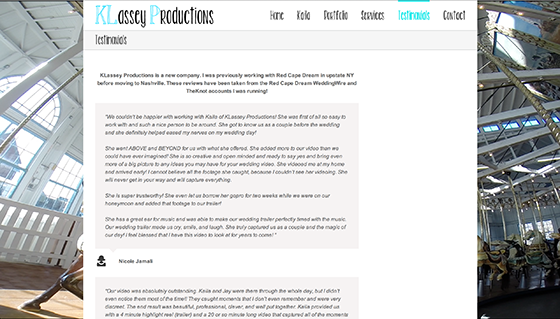 KLassey Productions
Home Kaila Portfolio Services Testimonials Contact
Testimonials
KLassey Productions is a new company. I was previously working with Red Cape Dream in upstate NY
before moving to Nashville. These reviews have been taken from the Red Cape Dream WeddingWire and
TheKnot accounts I was running!
"We couldn't be happier with working with Kaila of KLassey Productions! She was first of all so easy to
work with and such a nice person to be around. She got to know us as a couple before the wedding
and she definitely helped eased my nerves on my wedding day!
She went ABOVE and BEYOND for us with what she offered. She added more to our video than we
could have ever imagined! She is so creative and open minded and ready to say yes and bring even
more of a big picture to any ideas you may have for your wedding video. She videoed me at my home
and arrived early! I cannot believe all the footage she caught, because I couldn't see her videoing. She
will never get in your way and will capture everything.
She is super trustworthy! She even let us borrow her gopro for two weeks while we were on our
honeymoon and added that footage to our trailer!
She has a great ear for music and was able to make our wedding trailer perfectly timed with the music.
Our wedding trailer made us cry, smile, and laugh. She truly captured us as a couple and the magic of
our day! I feel blessed that I have this video to look at for years to come! "
Nicole Jamali
"Our video was absolutely outstanding. Kaila and Jay were there through the whole day, but I didn't
even notice them most of the time!! They caught moments that I don't even remember and were very
discreet. The end result was beautiful, professional, clever, and well put together. Kaila provided us
with a 4 minute highlight reel (trailer) and a 20 or so minute long video that captured all of the moments